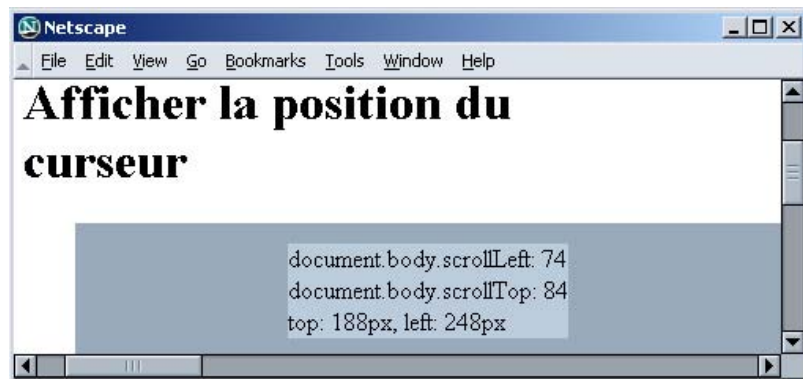 Netscape
File Edit View Go Bookmarks Tools Window Help
Afficher la position du
curseur
document.body.scrollLeft: 74
document.body.scrollTop: 84
top: 188px, left: 248px